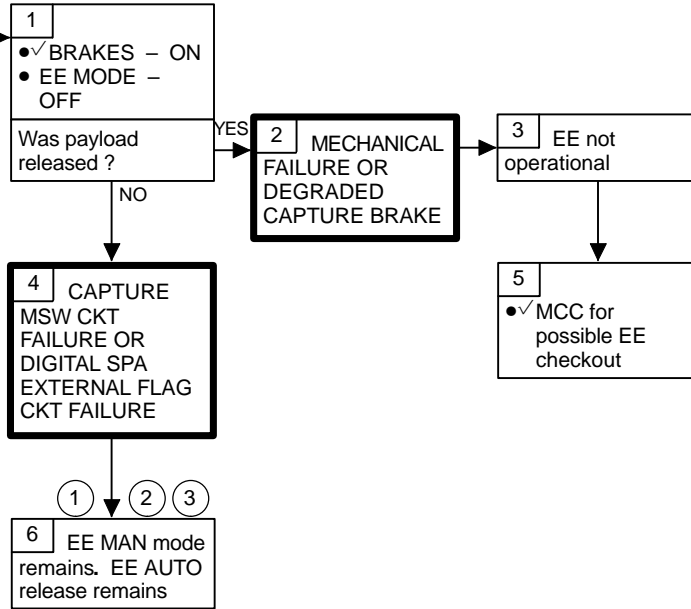 1
●√ BRAKES – ON
● EE MODE –
OFF
Was payload
released ?
YES
NO
2
MECHANICAL
FAILURE OR
DEGRADED
CAPTURE BRAKE
3
EE not
operational
4
CAPTURE
MSW CKT
FAILURE OR
DIGITAL SPA
EXTERNAL FLAG
CKT FAILURE
5
●√ MCC for
possible EE
checkout
1 2 3
6
EE MAN mode
remains. EE AUTO
release remains